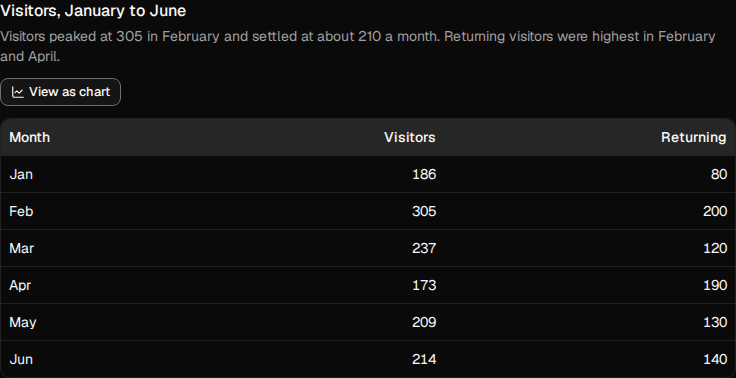 Visitors, January to June
Visitors peaked at 305 in February and settled at about 210 a month. Returning visitors were highest in February
and April.
View as chart
Month Visitors Returning
Jan 186 80
Feb 305 200
Mar 237 120
Apr 173 190
May 209 130
Jun 214 140